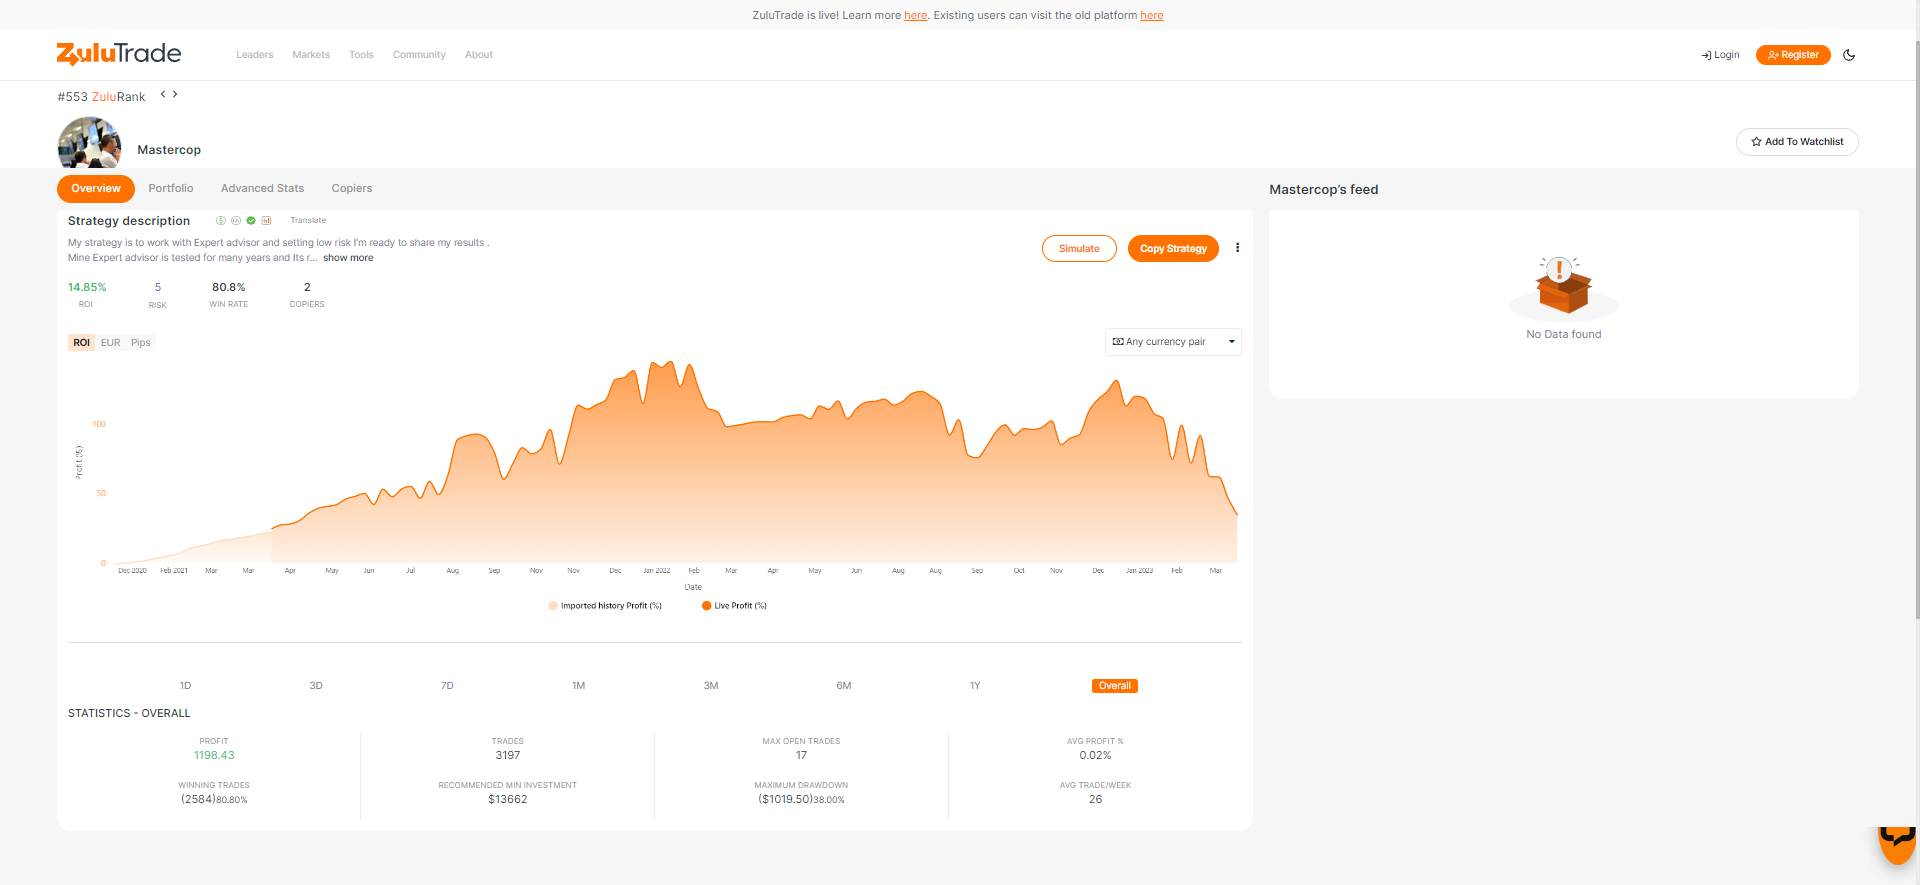 ZuluTrade is live! Learn more here. Existing users can visit the old platform here
ZuluTrade
Leaders Markets Tools Community About
Login Register
#553 ZuluRank
Mastercop
Add To Watchlist
Overview Portfolio Advanced Stats Copiers
Mastercop's feed
Strategy description Translate
My strategy is to work with Expert advisor and setting low risk I'm ready to share my results .
Mine Expert advisor is tested for many years and Its r... show more
Simulate Copy Strategy
14.85% 5 80.8% 2
ROI RISK WIN RATE COPIERS
No Data found
ROI EUR Pips
Any currency pair
Profit (%)
100
50
0
Dec 2020 Feb 2021 Mar Mar Apr May Jun Jul Aug Sep Nov Nov Dec Jan 2022 Feb Mar Apr May Jun Aug Aug Sep Oct Nov Dec Jan 2023 Feb Mar
Date
Imported history Profit (%) Live Profit (%)
1D 3D 7D 1M 3M 6M 1Y Overall
STATISTICS - OVERALL
PROFIT TRADES MAX OPEN TRADES AVG PROFIT %
1198.43 3197 17 0.02%
WINNING TRADES RECOMMENDED MIN INVESTMENT MAXIMUM DRAWDOWN AVG TRADE/WEEK
(2584)80.80% $13662 ($1019.50)38.00% 26